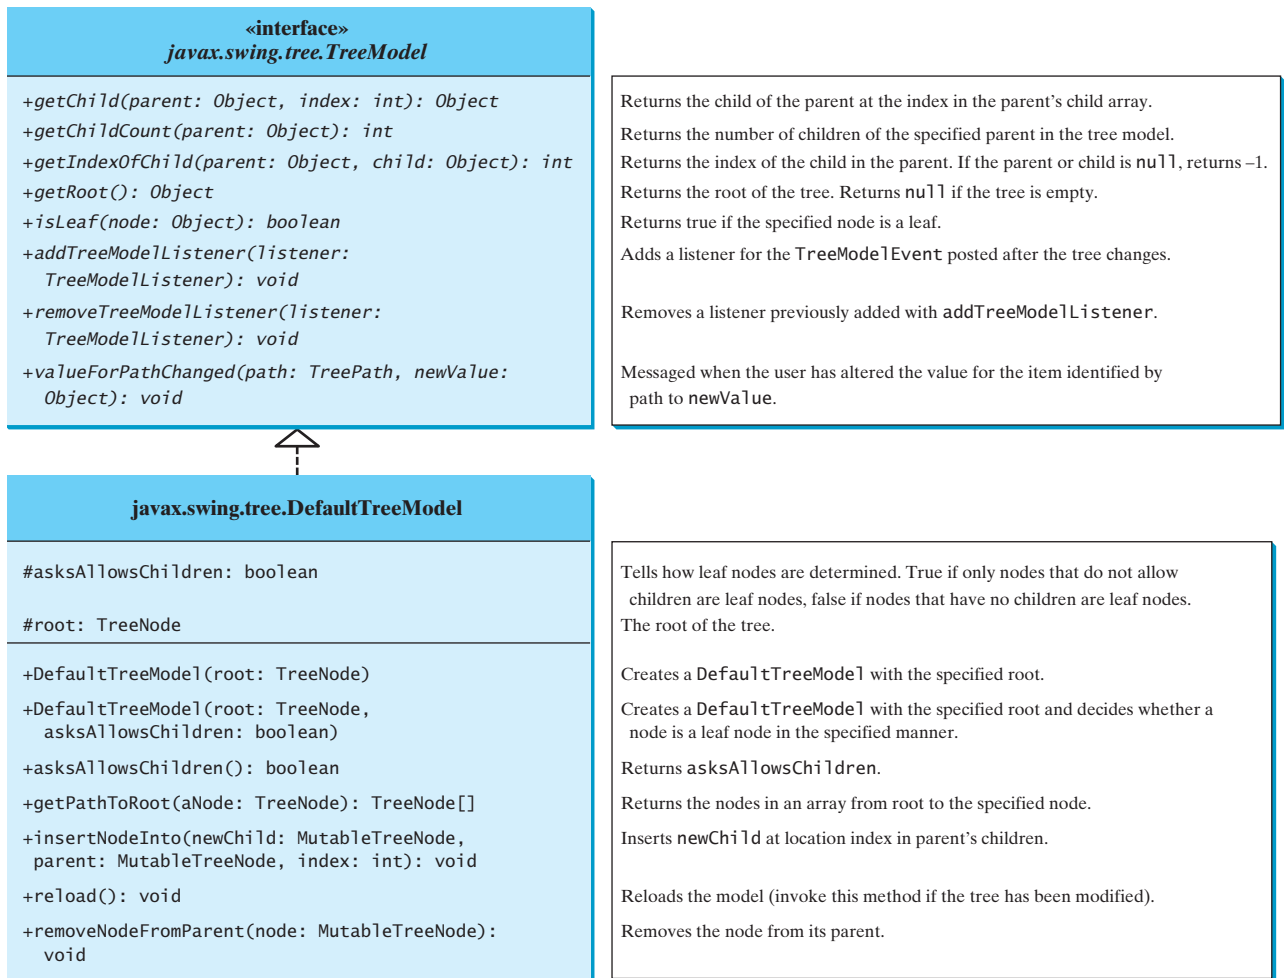 «interface»
javax.swing.tree.TreeModel
+getChild(parent: Object, index: int): Object
Returns the child of the parent at the index in the parent’s child array.
+getChildCount(parent: Object): int
Returns the number of children of the specified parent in the tree model.
+getIndexOfChild(parent: Object, child: Object): int
Returns the index of the child in the parent. If the parent or child is null, returns –1.
+getRoot(): Object
Returns the root of the tree. Returns null if the tree is empty.
+isLeaf(node: Object): boolean
Returns true if the specified node is a leaf.
+addTreeModelListener(listener:
TreeModelListener): void
Adds a listener for the TreeModelEvent posted after the tree changes.
+removeTreeModelListener(listener:
TreeModelListener): void
Removes a listener previously added with addTreeModelListener.
+valueForPathChanged(path: TreePath, newValue:
Object): void
Messaged when the user has altered the value for the item identified by
path to newValue.
javax.swing.tree.DefaultTreeModel
#asksAllowsChildren: boolean
Tells how leaf nodes are determined. True if only nodes that do not allow
children are leaf nodes, false if nodes that have no children are leaf nodes.
#root: TreeNode
The root of the tree.
+DefaultTreeModel(root: TreeNode)
Creates a DefaultTreeModel with the specified root.
+DefaultTreeModel(root: TreeNode,
asksAllowsChildren: boolean)
Creates a DefaultTreeModel with the specified root and decides whether a
node is a leaf node in the specified manner.
+asksAllowsChildren(): boolean
Returns asksAllowsChildren.
+getPathToRoot(aNode: TreeNode): TreeNode[]
Returns the nodes in an array from root to the specified node.
+insertNodeInto(newChild: MutableTreeNode,
parent: MutableTreeNode, index: int): void
Inserts newChild at location index in parent’s children.
+reload(): void
Reloads the model (invoke this method if the tree has been modified).
+removeNodeFromParent(node: MutableTreeNode):
void
Removes the node from its parent.